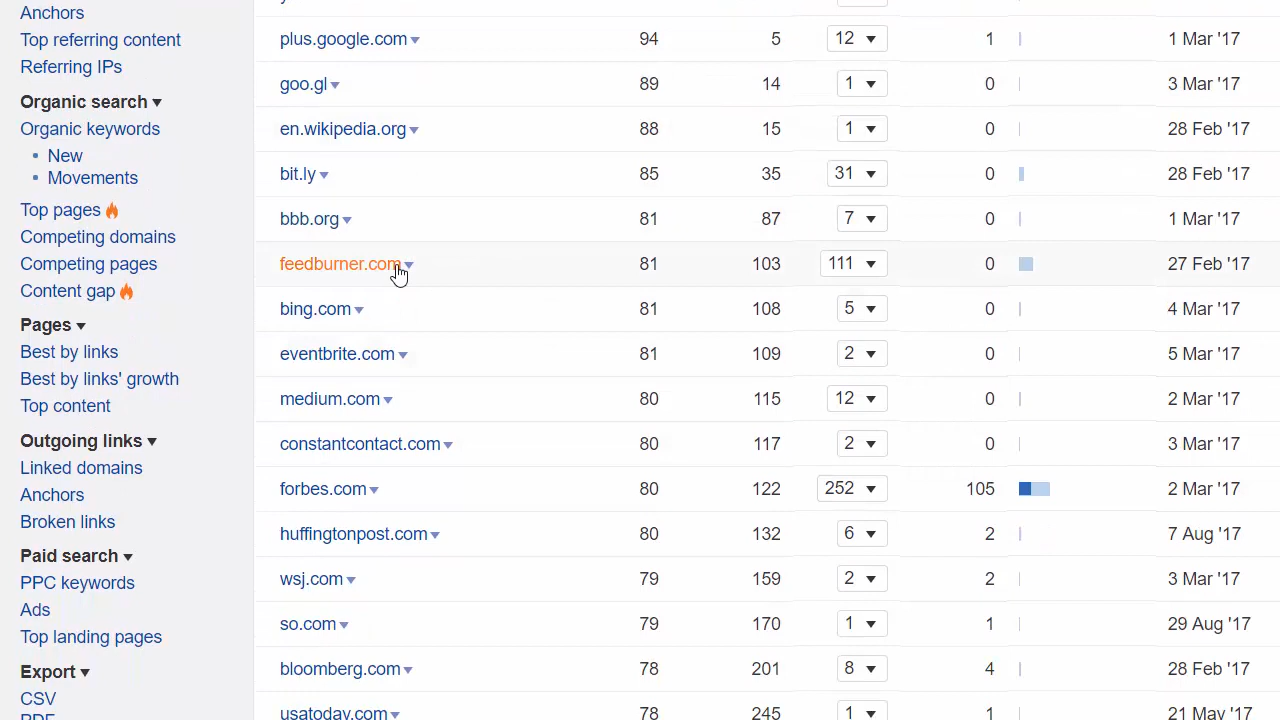 Anchors
Top referring content
Referring IPs
Organic search
Organic keywords
New
Movements
Top pages
Competing domains
Competing pages
Content gap
Pages
Best by links
Best by links' growth
Top content
Outgoing links
Linked domains
Anchors
Broken links
Paid search
PPC keywords
Ads
Top landing pages
Export
CSV
PDF
plus.google.com 94 5 12 1 1 Mar '17
goo.gl 89 14 1 0 3 Mar '17
en.wikipedia.org 88 15 1 0 28 Feb '17
bit.ly 85 35 31 0 28 Feb '17
bbb.org 81 87 7 0 1 Mar '17
feedburner.com 81 103 111 0 27 Feb '17
bing.com 81 108 5 0 4 Mar '17
eventbrite.com 81 109 2 0 5 Mar '17
medium.com 80 115 12 0 2 Mar '17
constantcontact.com 80 117 2 0 3 Mar '17
forbes.com 80 122 252 105 2 Mar '17
huffingtonpost.com 80 132 6 2 7 Aug '17
wsj.com 79 159 2 2 3 Mar '17
so.com 79 170 1 1 29 Aug '17
bloomberg.com 78 201 8 4 28 Feb '17
usatoday.com 78 245 1 1 21 May '17